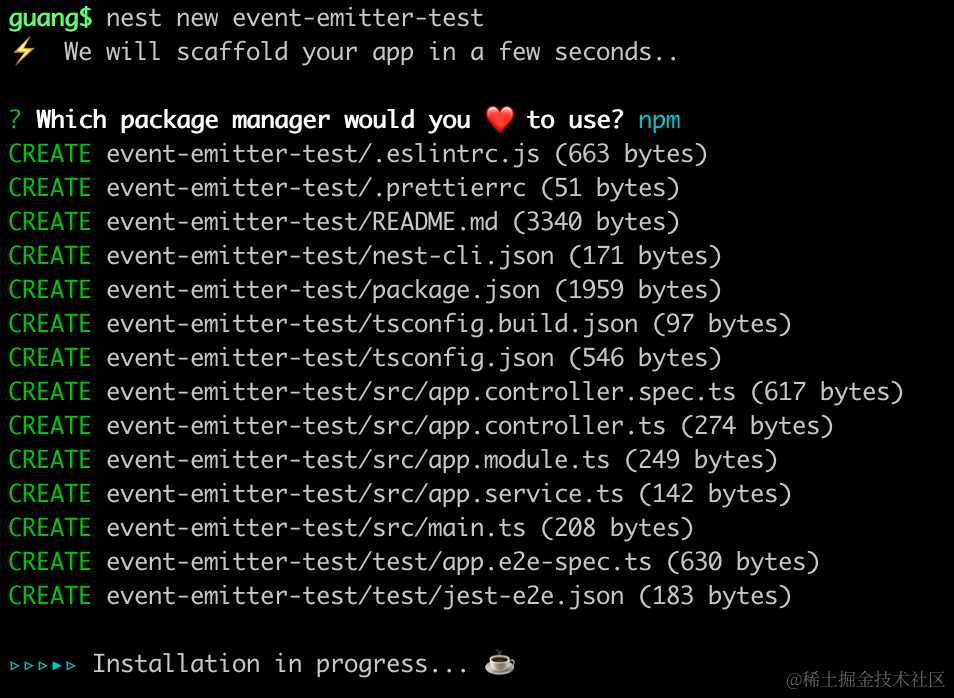 guang$ nest new event-emitter-test
⚡ We will scaffold your app in a few seconds..
? Which package manager would you ❤️ to use? npm
CREATE event-emitter-test/.eslintrc.js (663 bytes)
CREATE event-emitter-test/.prettierrc (51 bytes)
CREATE event-emitter-test/README.md (3340 bytes)
CREATE event-emitter-test/nest-cli.json (171 bytes)
CREATE event-emitter-test/package.json (1959 bytes)
CREATE event-emitter-test/tsconfig.build.json (97 bytes)
CREATE event-emitter-test/tsconfig.json (546 bytes)
CREATE event-emitter-test/src/app.controller.spec.ts (617 bytes)
CREATE event-emitter-test/src/app.controller.ts (274 bytes)
CREATE event-emitter-test/src/app.module.ts (249 bytes)
CREATE event-emitter-test/src/app.service.ts (142 bytes)
CREATE event-emitter-test/src/main.ts (208 bytes)
CREATE event-emitter-test/test/app.e2e-spec.ts (630 bytes)
CREATE event-emitter-test/test/jest-e2e.json (183 bytes)
▹▹▹▸▹ Installation in progress... ☕
@稀土掘金技术社区